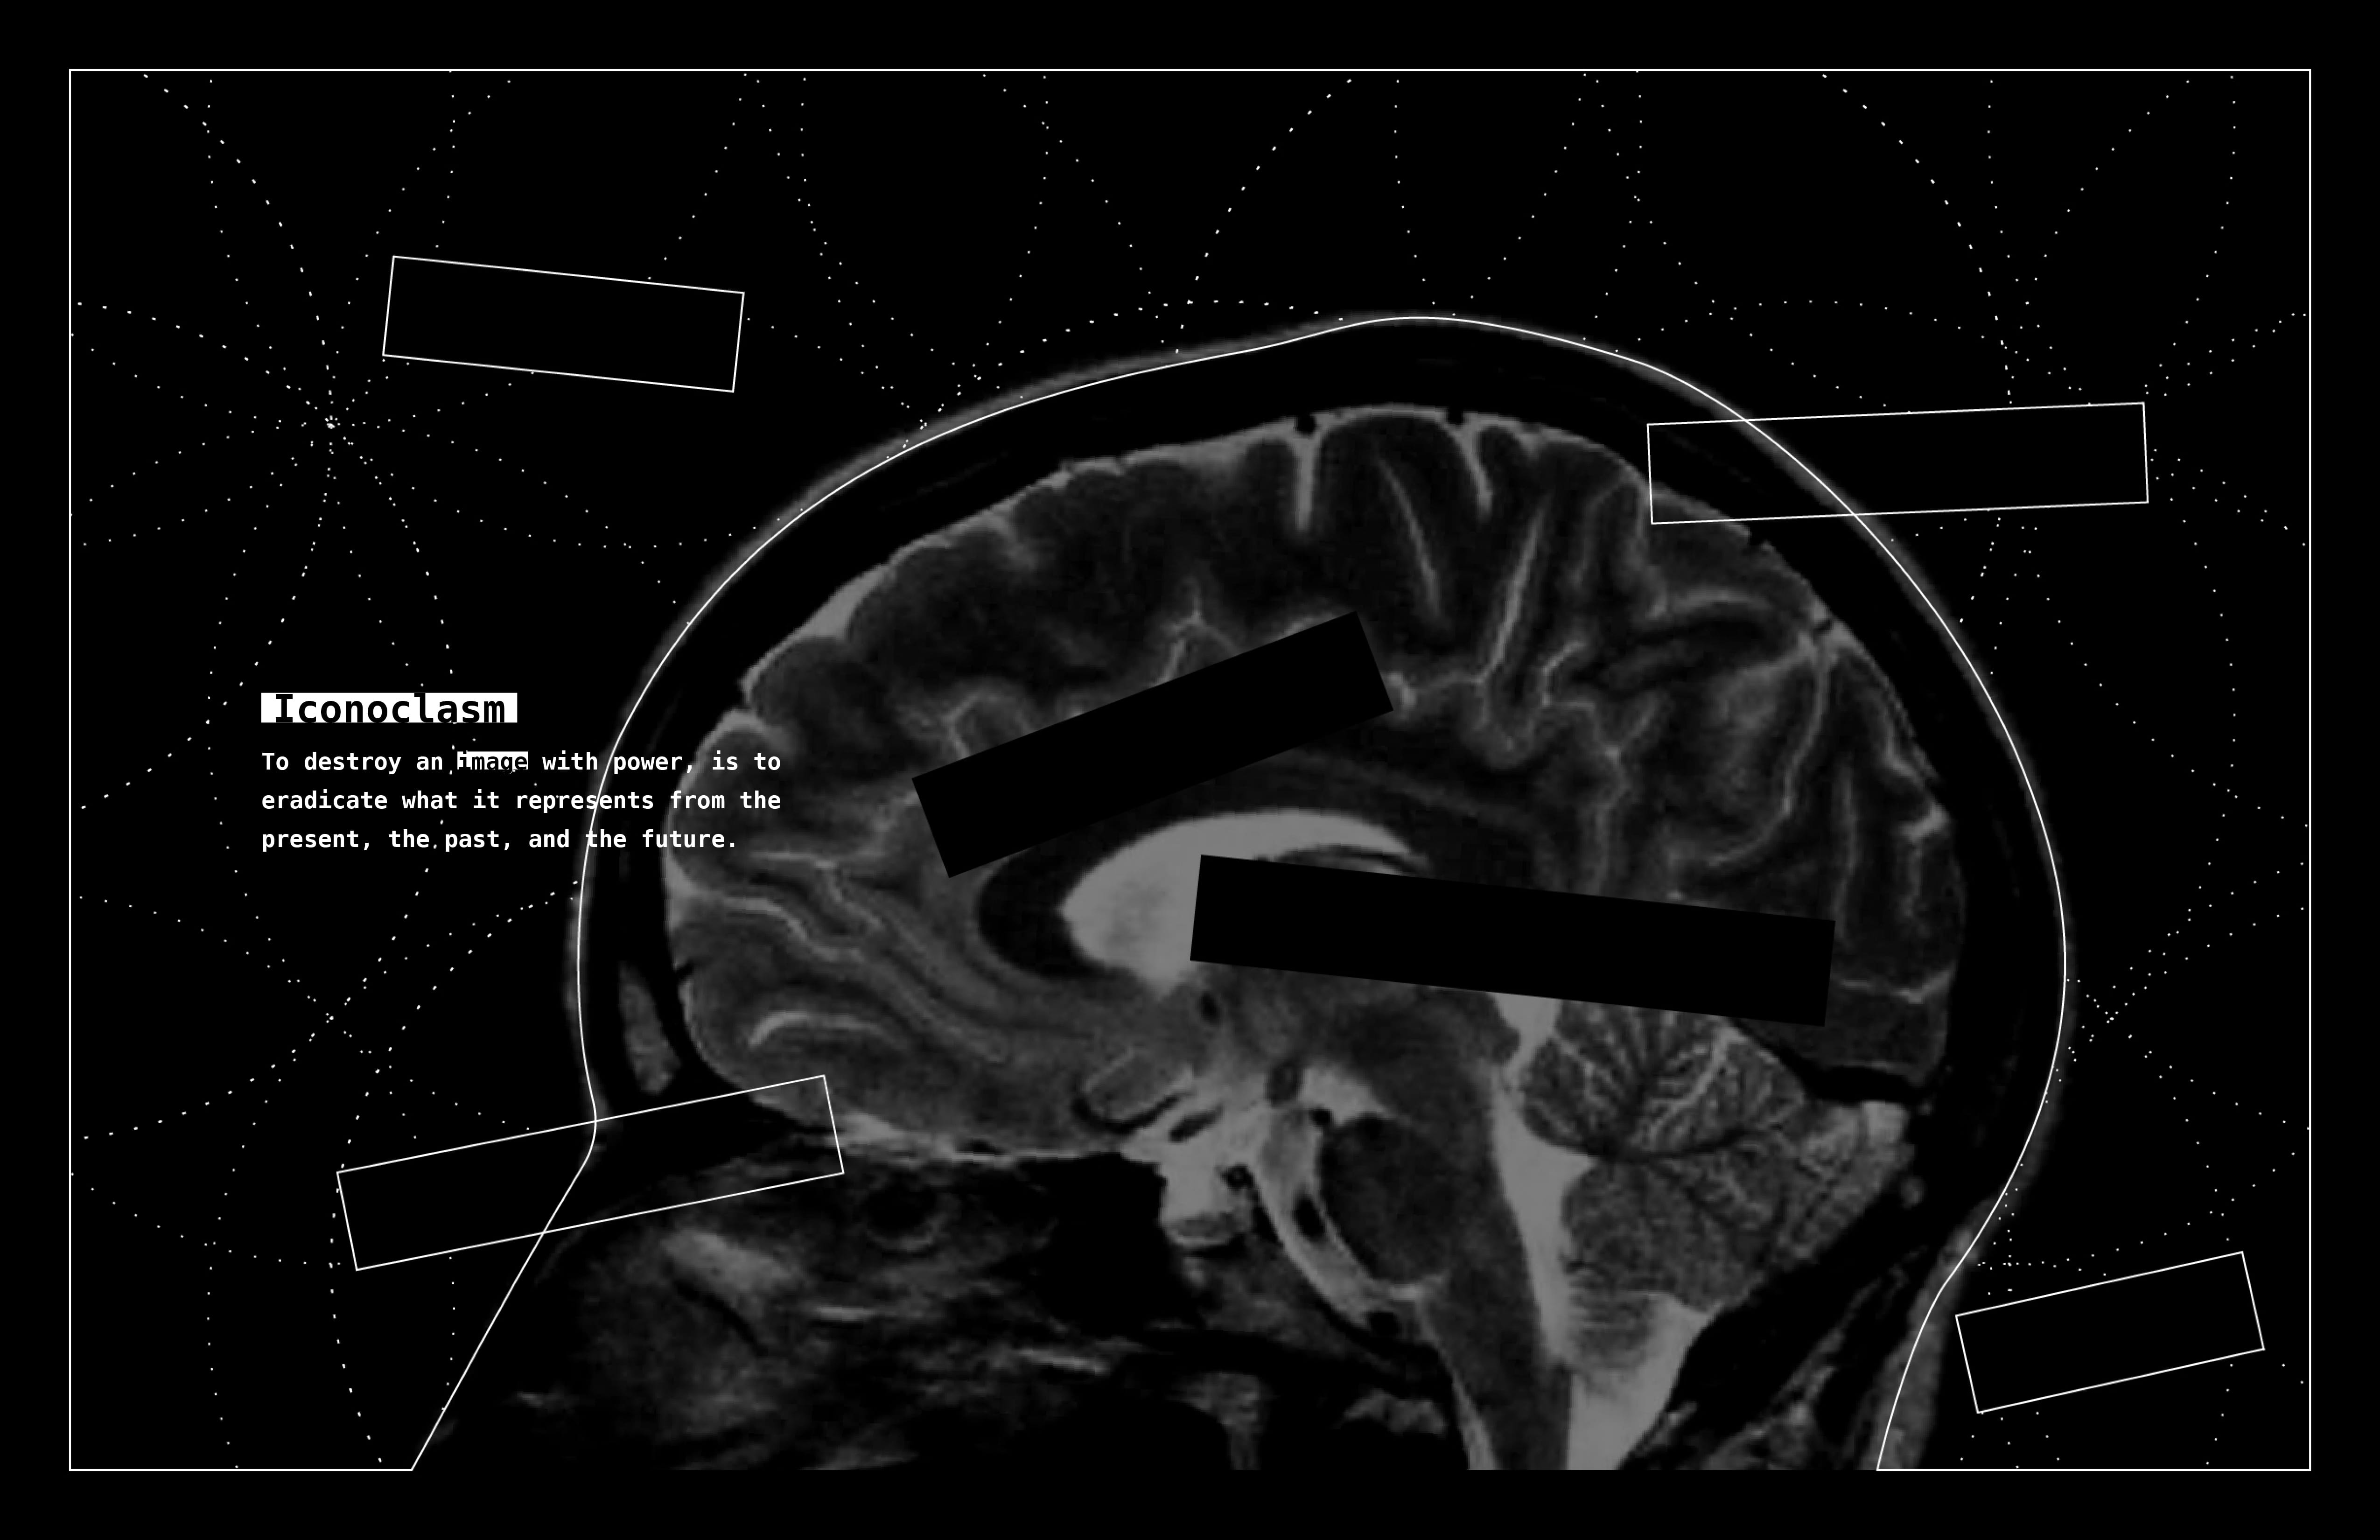 Iconoclasm
To destroy an image with power, is to
eradicate what it represents from the
present, the past, and the future.